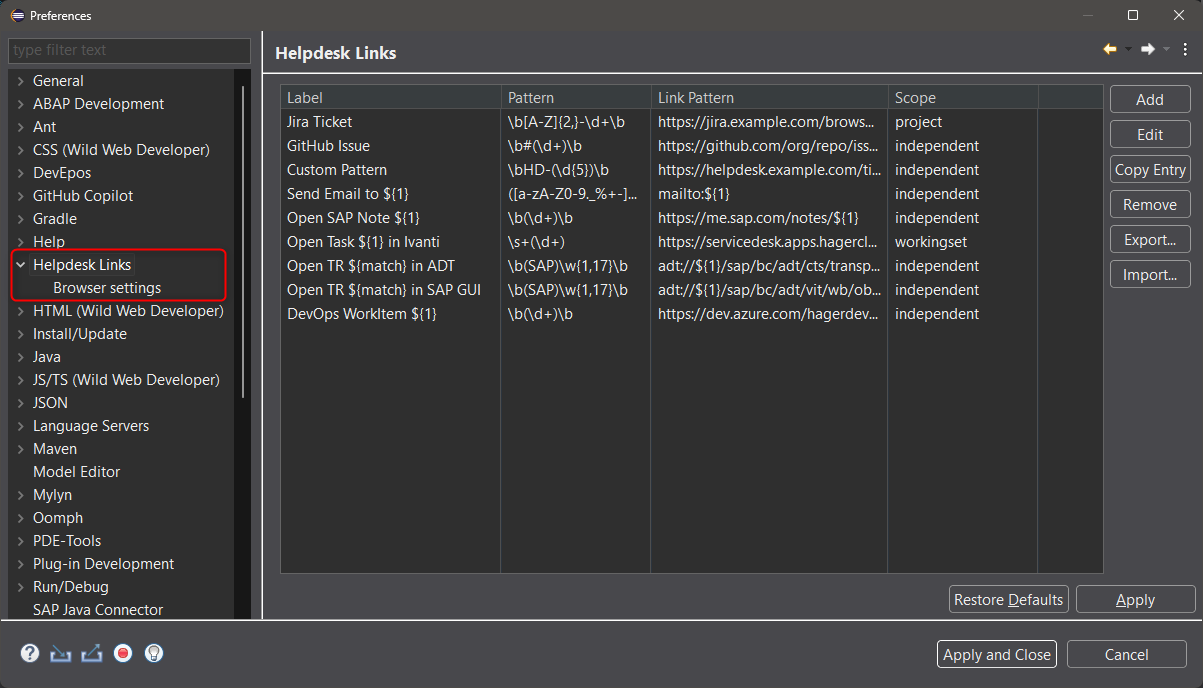 Preferences
type filter text
General
ABAP Development
Ant
CSS (Wild Web Developer)
DevEpos
GitHub Copilot
Gradle
Help
Helpdesk Links
Browser settings
HTML (Wild Web Developer)
Install/Update
Java
JS/TS (Wild Web Developer)
JSON
Language Servers
Maven
Model Editor
Mylyn
Oomph
PDE-Tools
Plug-in Development
Run/Debug
SAP Java Connector
Helpdesk Links
Label Pattern Link Pattern Scope
Jira Ticket \b[A-Z]{2,}-\d+\b https://jira.example.com/brows... project
GitHub Issue \b#(\d+)\b https://github.com/org/repo/iss... independent
Custom Pattern \bHD-(\d{5})\b https://helpdesk.example.com/ti... independent
Send Email to ${1} ([a-zA-Z0-9._%+-]... mailto:${1} independent
Open SAP Note ${1} \b(\d+)\b https://me.sap.com/notes/${1} independent
Open Task ${1} in Ivanti \s+(\d+) https://servicedesk.apps.hagercl... workingset
Open TR ${match} in ADT \b(SAP)\w{1,17}\b adt://${1}/sap/bc/adt/cts/transp... independent
Open TR ${match} in SAP GUI \b(SAP)\w{1,17}\b adt://${1}/sap/bc/adt/vit/wb/ob... independent
DevOps WorkItem ${1} \b(\d+)\b https://dev.azure.com/hagerdev... independent
Add
Edit
Copy Entry
Remove
Export...
Import...
Restore Defaults
Apply
Apply and Close
Cancel